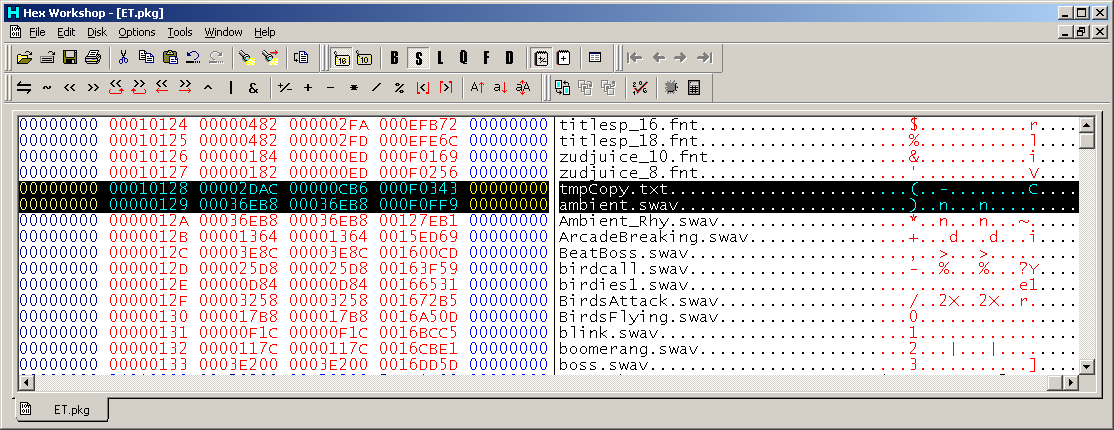 Hex Workshop - [ET.pkg]
File Edit Disk Options Tools Window Help
B S L Q F D
00000000 00010124 00000482 000002FA 000EFB72 00000000 titlesp_16.fnt......................$...........r....
00000000 00010125 00000482 000002FD 000EFE6C 00000000 titlesp_18.fnt......................%...........l....
00000000 00010126 00000184 000000ED 000F0169 00000000 zudjuice_10.fnt.....................&...........i....
00000000 00010127 00000184 000000ED 000F0256 00000000 zudjuice_8.fnt......................'...........V....
00000000 00010128 00002DAC 00000CB6 000F0343 00000000 tmpCopy.txt.........................(..-........C....
00000000 00000129 00036EB8 00036EB8 000F0FF9 00000000 ambient.swav........................)...n...n........
00000000 0000012A 00036EB8 00036EB8 00127EB1 00000000 Ambient_Rhy.swav....................*...n...n...~....
00000000 0000012B 00001364 00001364 0015ED69 00000000 ArcadeBreaking.swav.................+...d...d...i....
00000000 0000012C 00003E8C 00003E8C 001600CD 00000000 BeatBoss.swav.......................,...>...>........
00000000 0000012D 000025D8 000025D8 00163F59 00000000 birdcall.swav.......................-...%...%...?Y...
00000000 0000012E 00000D84 00000D84 00166531 00000000 birdies1.swav...................................e1...
00000000 0000012F 00003258 00003258 001672B5 00000000 BirdsAttack.swav..................../..2X..2X..r.....
00000000 00000130 000017B8 000017B8 0016A50D 00000000 BirdsFlying.swav....................0................
00000000 00000131 00000F1C 00000F1C 0016BCC5 00000000 blink.swav..........................1................
00000000 00000132 0000117C 0000117C 0016CBE1 00000000 boomerang.swav......................2...|...|........
00000000 00000133 0003E200 0003E200 0016DD5D 00000000 boss.swav...........................3...........]....
ET.pkg